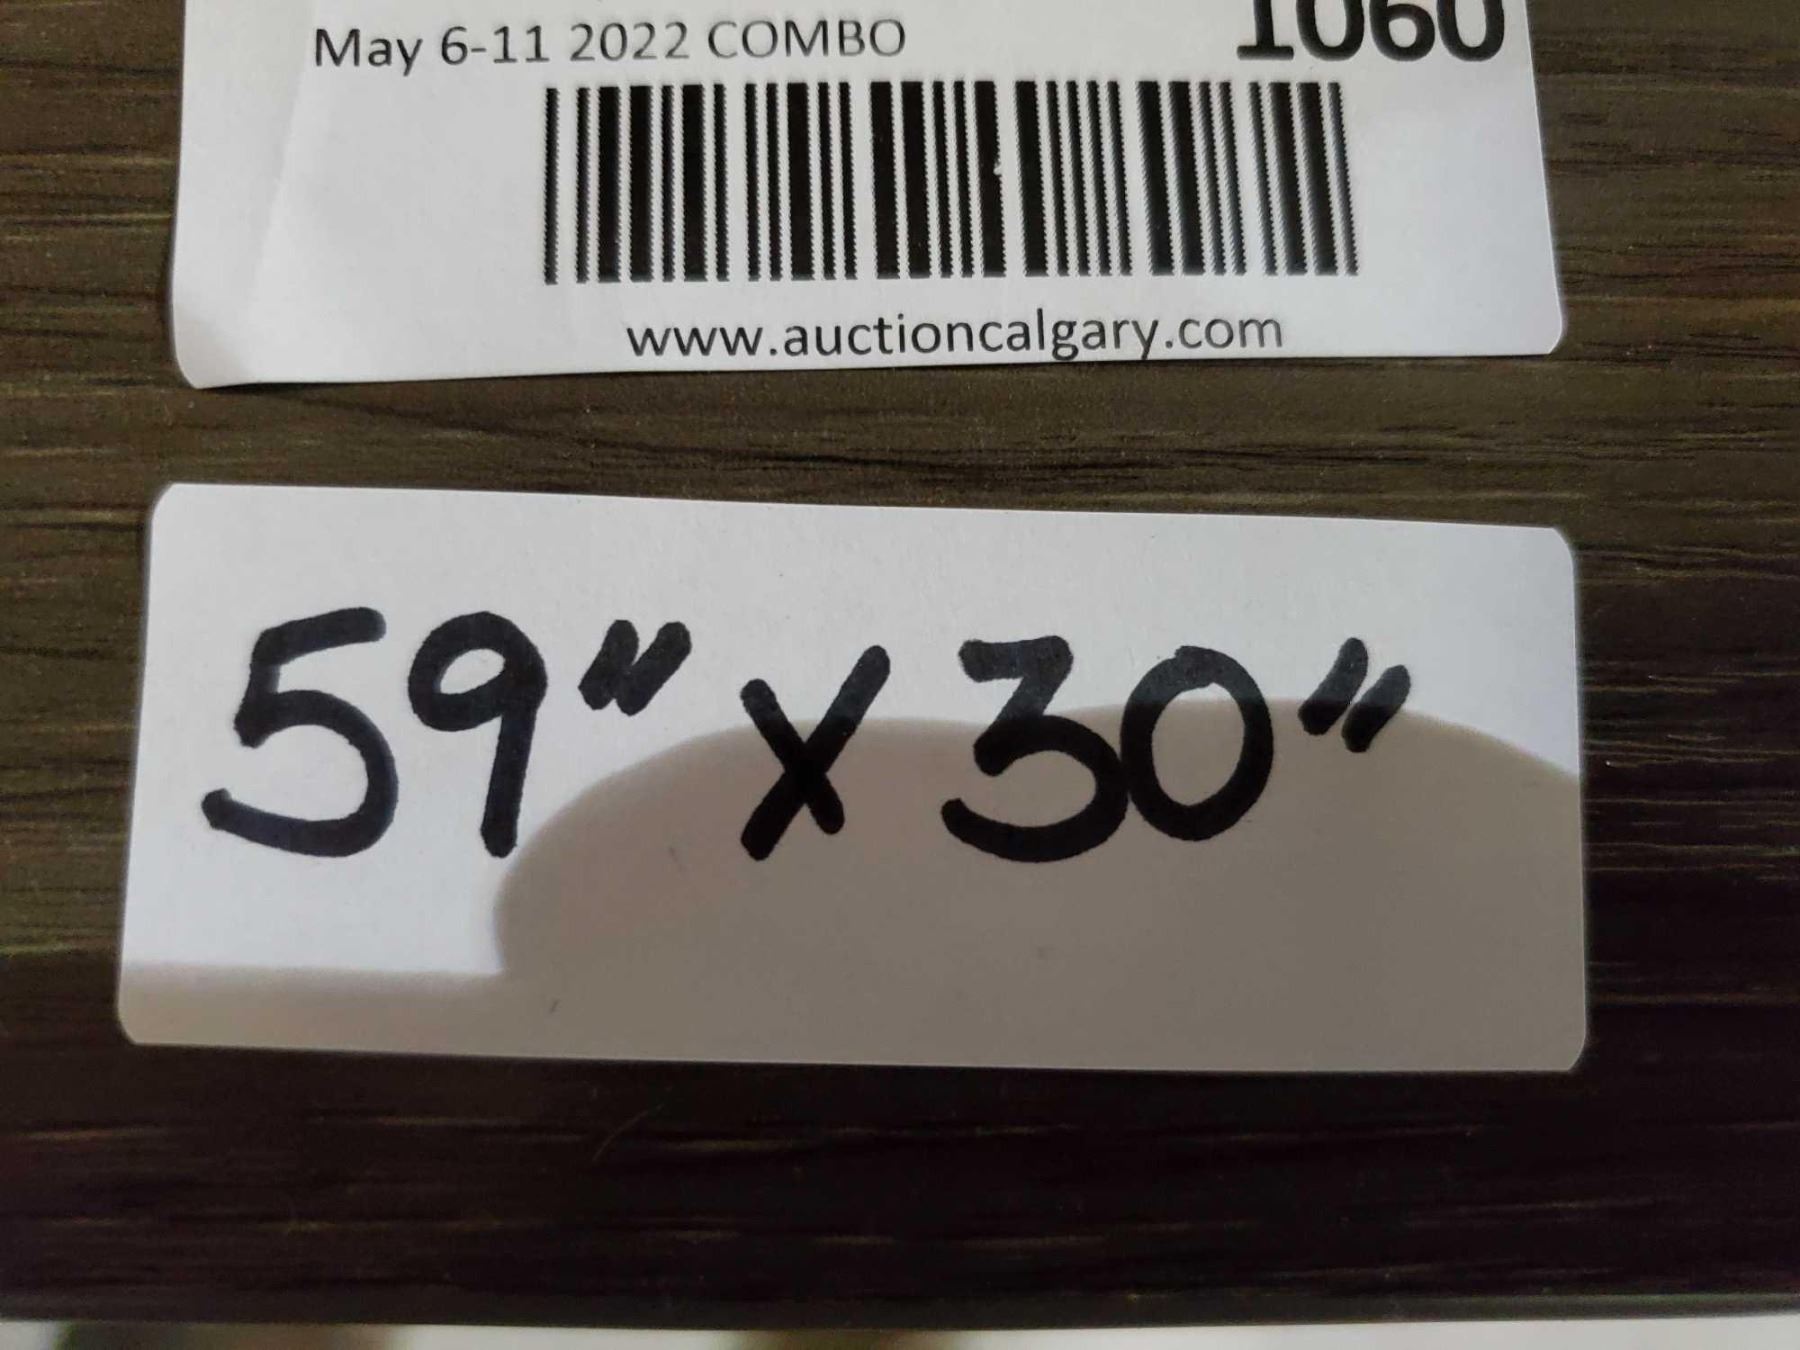 May 6-11 2022 COMBO 1060
www.auctioncalgary.com
59" x 30"